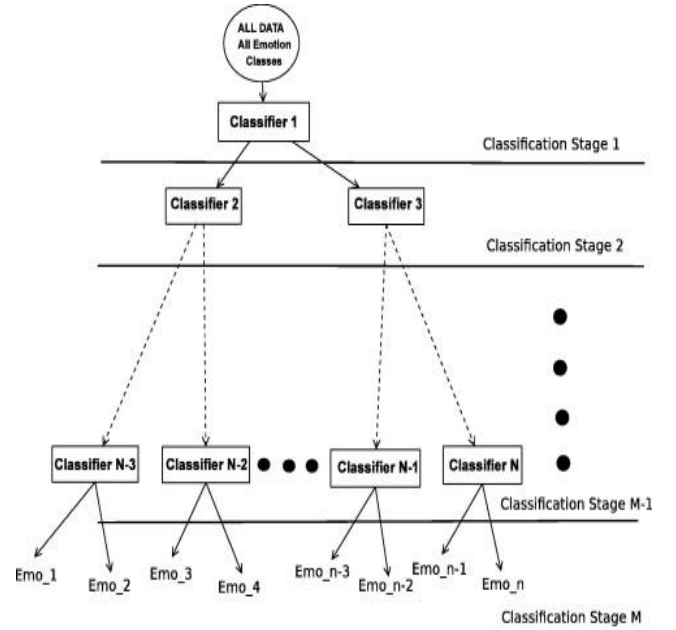 ALL DATA
All Emotion
Classes
Classifier 1
Classification Stage 1
Classifier 2
Classifier 3
Classification Stage 2
Classifier N-3
Classifier N-2
Classifier N-1
Classifier N
Classification Stage M-1
Emo_1
Emo_2
Emo_3
Emo_4
Emo_n-3
Emo_n-2
Emo_n-1
Emo_n
Classification Stage M